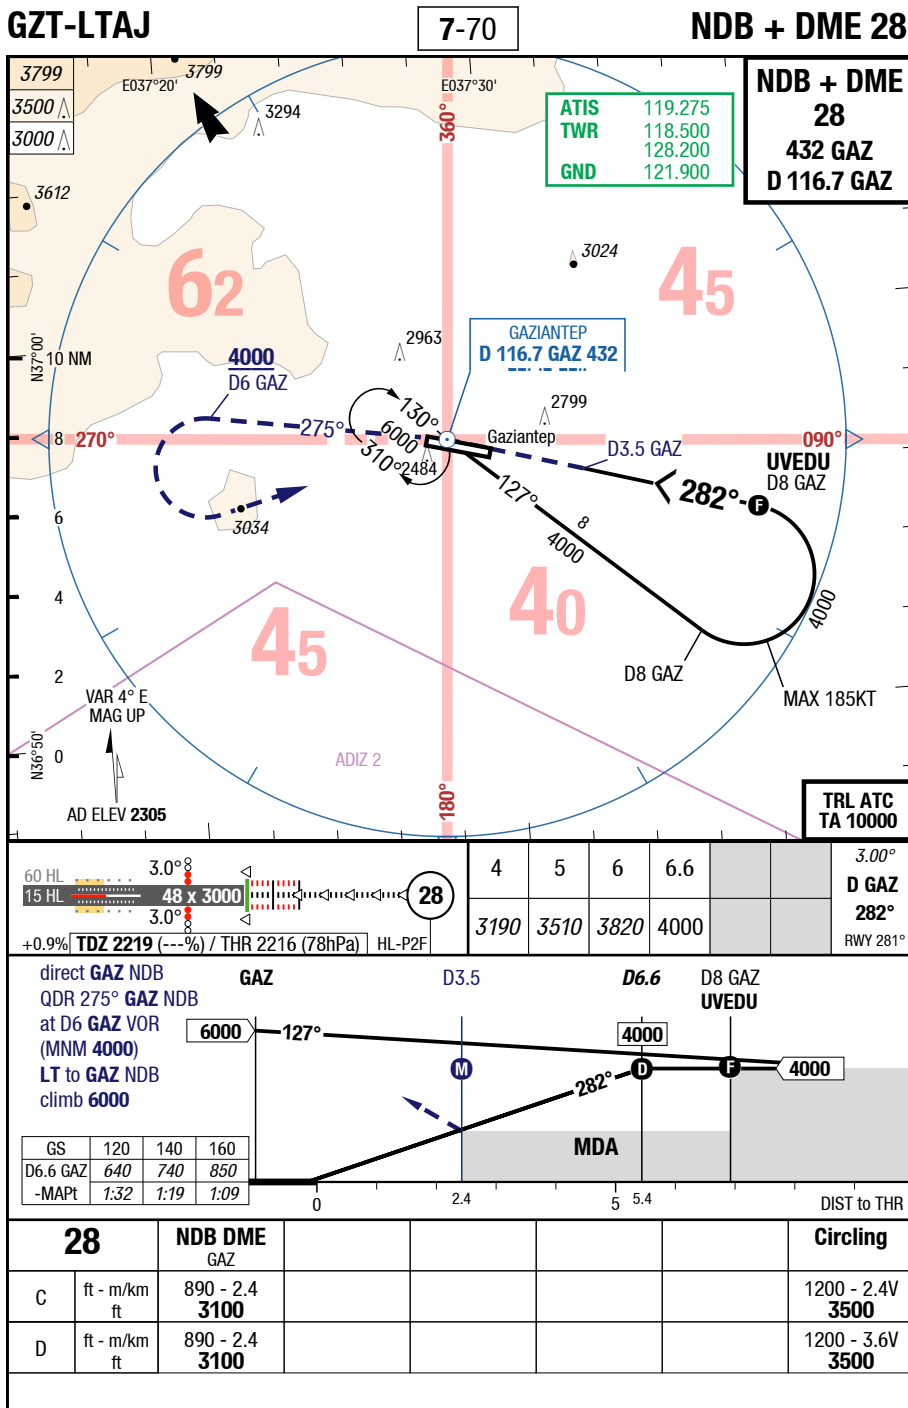 GZT-LTAJ
7-70
NDB + DME 28
3799
3500
3000
E037°20'
3799
3294
360°
E037°30'
ATIS 119.275
TWR 118.500
128.200
GND 121.900
NDB + DME
28
432 GAZ
D 116.7 GAZ
3612
62
3024
45
N37°00'
10 NM
4000
D6 GAZ
2963
GAZIANTEP
D 116.7 GAZ 432
2799
8
270°
275°
130°
6000
310°
2484
Gaziantep
D3.5 GAZ
090°
UVEDU
D8 GAZ
282°
F
127°
8
4000
6
3034
4
45
40
4000
D8 GAZ
MAX 185KT
2
VAR 4° E
MAG UP
N36°50'
0
ADIZ 2
180°
AD ELEV 2305
TRL ATC
TA 10000
60 HL
15 HL
3.0°
48 x 3000
3.0°
28
+0.9% TDZ 2219 (---%) / THR 2216 (78hPa) HL-P2F
4 5 6 6.6
3190 3510 3820 4000
3.00°
D GAZ
282°
RWY 281°
direct GAZ NDB
QDR 275° GAZ NDB
at D6 GAZ VOR
(MNM 4000)
LT to GAZ NDB
climb 6000
GAZ
D3.5
D6.6
D8 GAZ
UVEDU
6000
127°
4000
M
D
F
4000
282°
MDA
GS 120 140 160
D6.6 GAZ 640 740 850
-MAPt 1:32 1:19 1:09
0
2.4
5
5.4
DIST to THR
28
NDB DME
GAZ
Circling
C
ft - m/km
ft
890 - 2.4
3100
1200 - 2.4V
3500
D
ft - m/km
ft
890 - 2.4
3100
1200 - 3.6V
3500